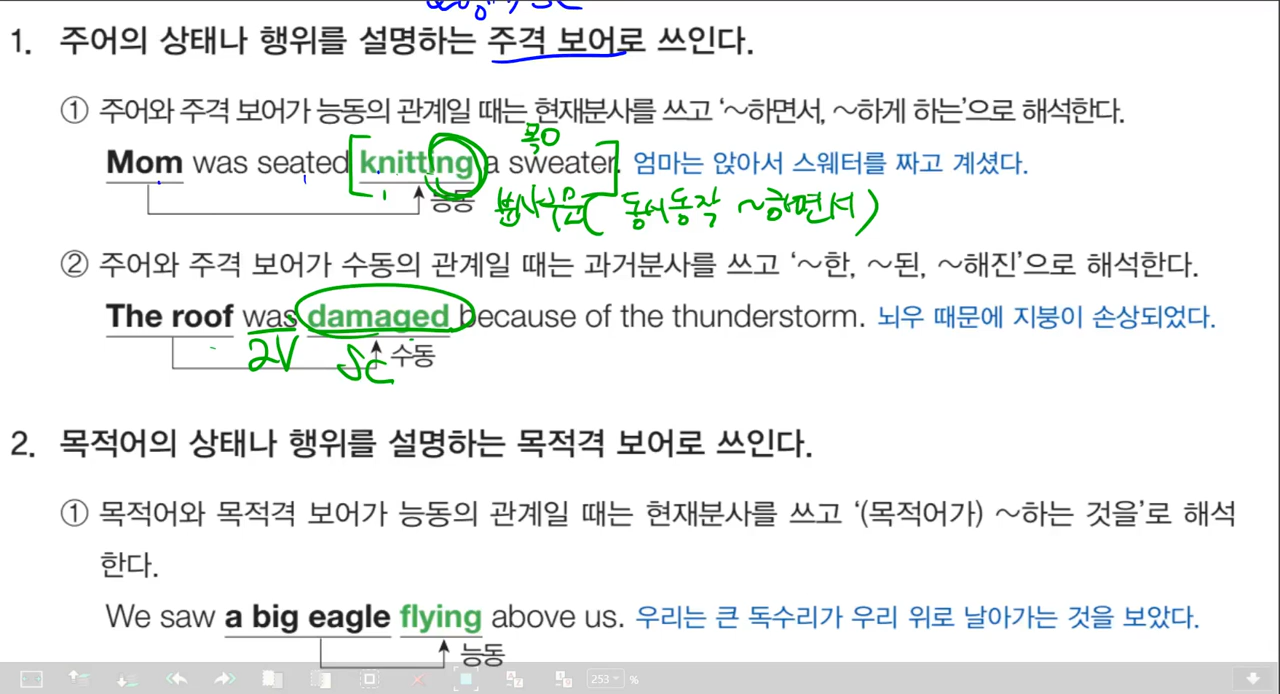 1. 주어의 상태나 행위를 설명하는 주격 보어로 쓰인다.
① 주어와 주격 보어가 능동의 관계일 때는 현재분사를 쓰고 '~하면서, ~하게 하는'으로 해석한다.
목O
Mom was seated [knitting a sweater]. 엄마는 앉아서 스웨터를 짜고 계셨다.
능동 분사구문( 동시동작 ~하면서)
② 주어와 주격 보어가 수동의 관계일 때는 과거분사를 쓰고 '~한, ~된, ~해진'으로 해석한다.
The roof was damaged because of the thunderstorm. 뇌우 때문에 지붕이 손상되었다.
2V SC 수동
2. 목적어의 상태나 행위를 설명하는 목적격 보어로 쓰인다.
① 목적어와 목적격 보어가 능동의 관계일 때는 현재분사를 쓰고 '(목적어가) ~하는 것을'로 해석
한다.
We saw a big eagle flying above us. 우리는 큰 독수리가 우리 위로 날아가는 것을 보았다.
능동
253 %